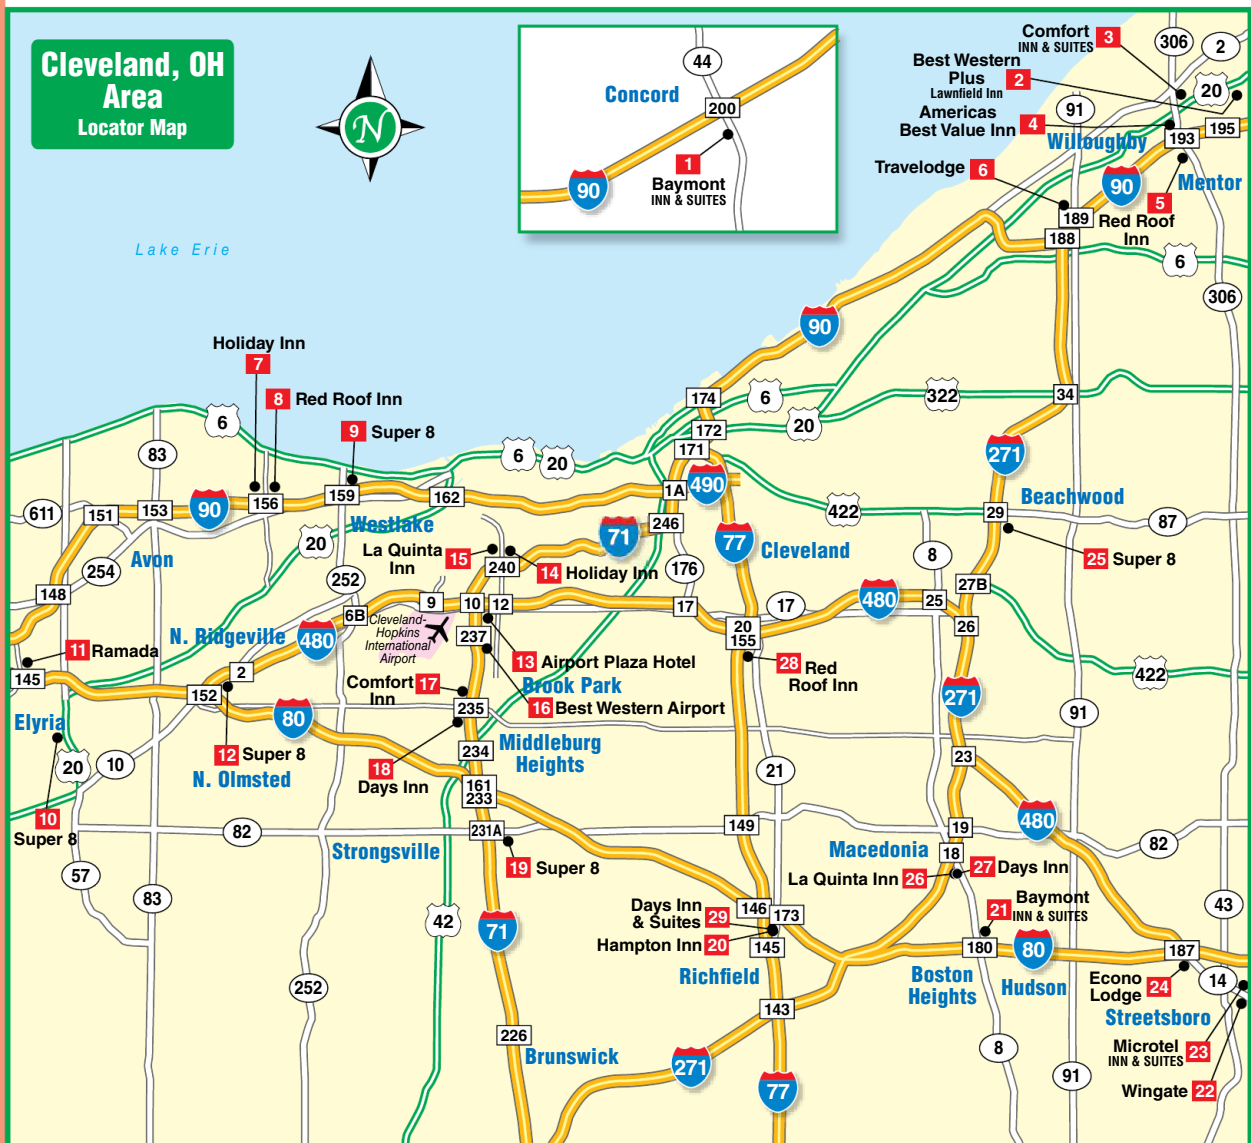 Cleveland, OH
Area
Locator Map
N
Lake Erie
44
Concord
200
1
90
Baymont
INN & SUITES
Comfort
INN & SUITES
3
306
2
Best Western
Plus
Lawnfield Inn
2
20
Americas
Best Value Inn
4
91
195
193
Willoughby
Travelodge
6
90
Mentor
5
189
Red Roof
Inn
188
6
306
90
Holiday Inn
7
8
Red Roof Inn
174
6
322
34
6
9
Super 8
20
172
83
6
20
171
271
490
Beachwood
159
1A
156
162
611
151
153
90
29
422
87
246
Westlake
20
71
77
Cleveland
La Quinta
Inn
15
8
25
Super 8
Avon
254
240
14
Holiday Inn
176
252
27B
148
9
10
12
17
17
480
25
6B
Cleveland-
Hopkins
International
Airport
20
155
26
N. Ridgeville
480
237
11
Ramada
13
Airport Plaza Hotel
28
Red
Roof Inn
2
422
145
Comfort
Inn
17
Brook Park
152
235
16
Best Western Airport
271
91
Elyria
80
12
Super 8
234
Middleburg
Heights
23
20
10
N. Olmsted
18
Days Inn
21
161
233
10
Super 8
82
231A
149
19
480
82
Strongsville
Macedonia
18
19
Super 8
57
La Quinta Inn
26
27
Days Inn
83
Days Inn
& Suites
29
146
173
21
Baymont
INN & SUITES
43
42
71
Hampton Inn
20
145
180
80
187
Richfield
Boston
Heights
Hudson
Econo
Lodge
24
14
252
143
Streetsboro
226
Brunswick
8
Microtel
INN & SUITES
23
271
91
77
Wingate
22